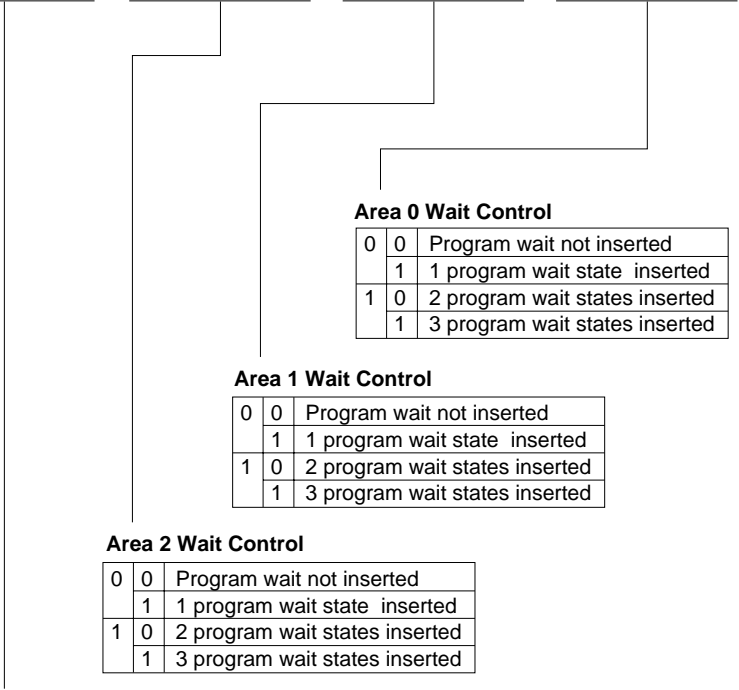 Area 0 Wait Control
0 0 Program wait not inserted
1 1 program wait state inserted
1 0 2 program wait states inserted
1 3 program wait states inserted
Area 1 Wait Control
0 0 Program wait not inserted
1 1 program wait state inserted
1 0 2 program wait states inserted
1 3 program wait states inserted
Area 2 Wait Control
0 0 Program wait not inserted
1 1 program wait state inserted
1 0 2 program wait states inserted
1 3 program wait states inserted